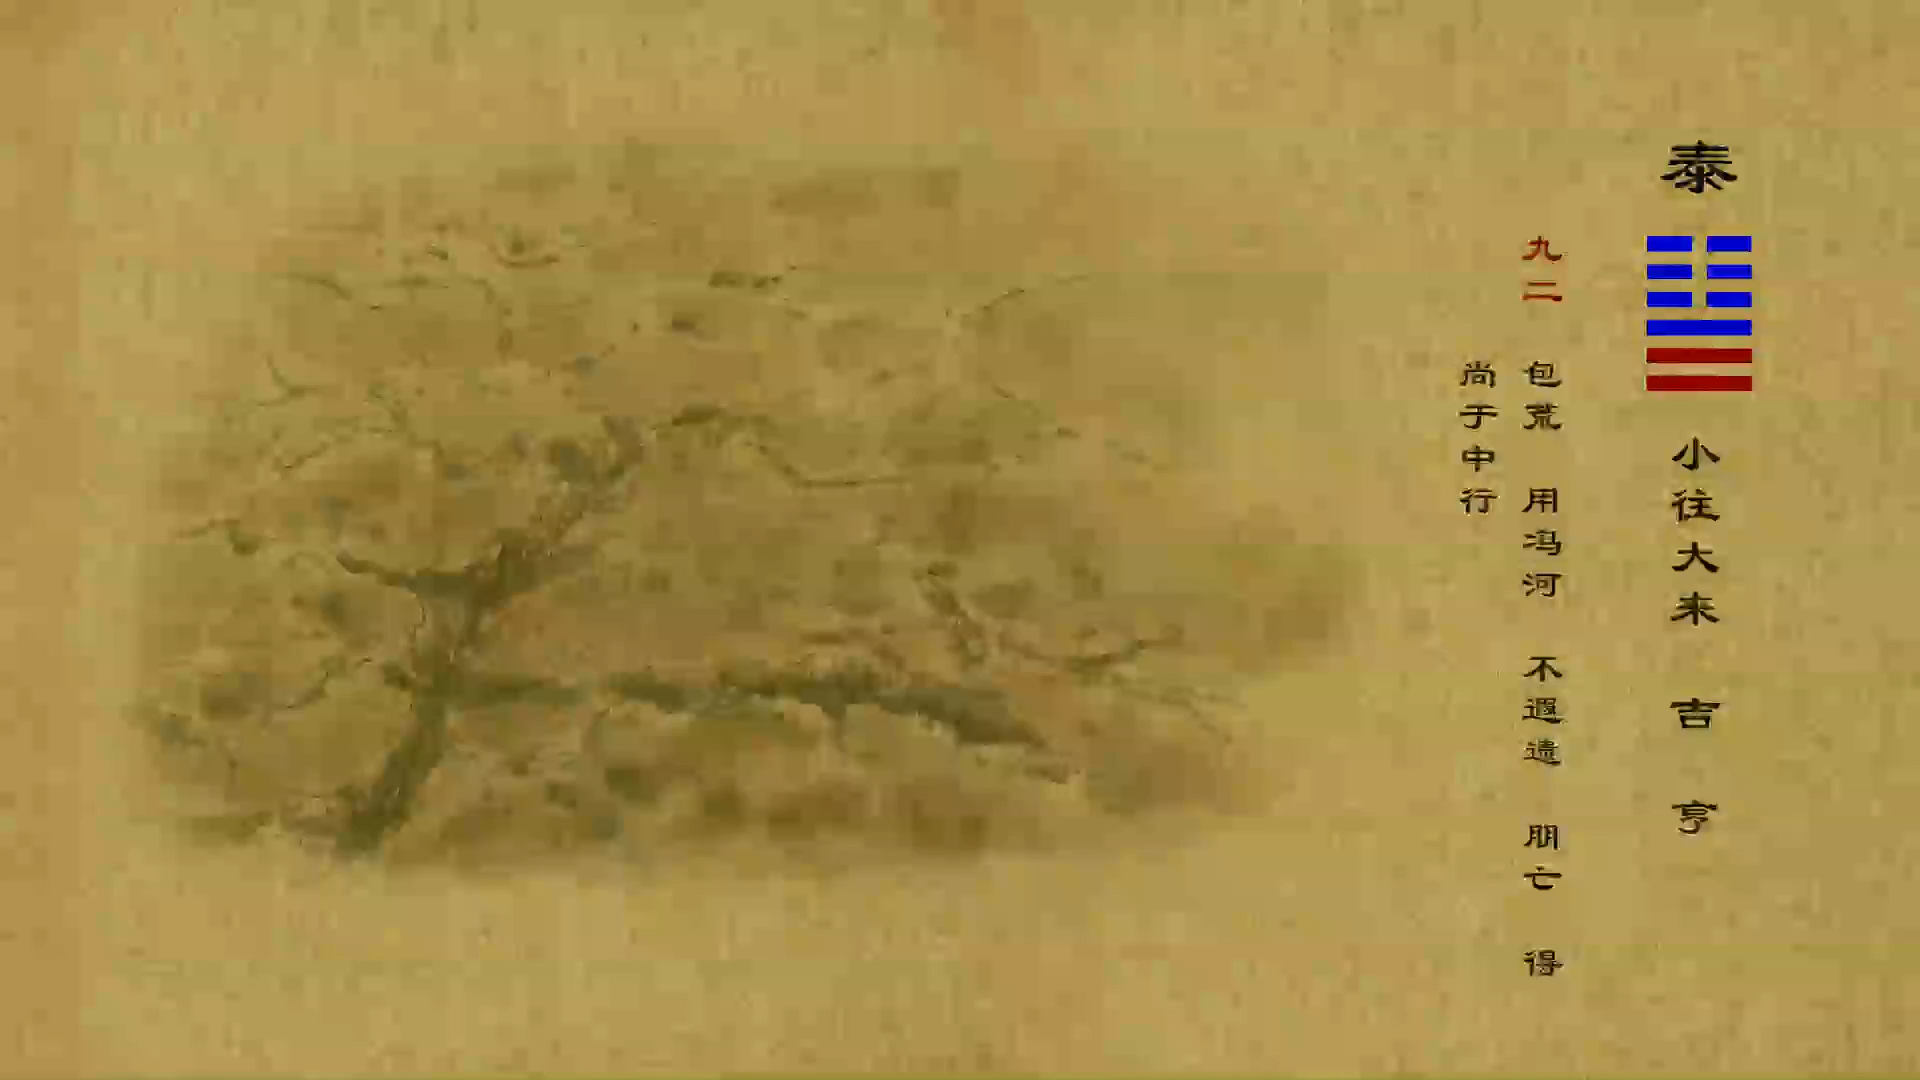 泰
小往大来 吉 亨
九二 包荒 用冯河 不遐遗 朋亡 得
尚于中行